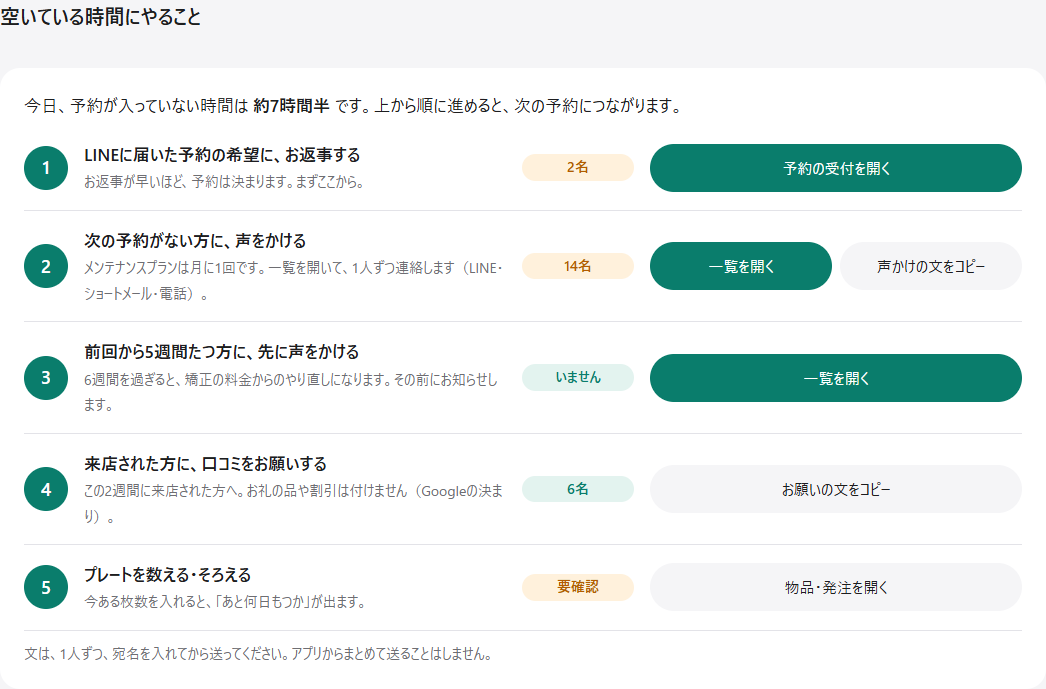 空いている時間にやること
今日、予約が入っていない時間は 約7時間半 です。上から順に進めると、次の予約につながります。
1
LINEに届いた予約の希望に、お返事する
お返事が早いほど、予約は決まります。まずここから。
2名
予約の受付を開く
2
次の予約がない方に、声をかける
メンテナンスプランは月に1回です。一覧を開いて、1人ずつ連絡します（LINE・
ショートメール・電話）。
14名
一覧を開く
声かけの文をコピー
3
前回から5週間たつ方に、先に声をかける
6週間を過ぎると、矯正の料金からのやり直しになります。その前にお知らせし
ます。
いません
一覧を開く
4
来店された方に、口コミをお願いする
この2週間に来店された方へ。お礼の品や割引は付けません（Googleの決ま
り）。
6名
お願いの文をコピー
5
プレートを数える・そろえる
今ある枚数を入れると、「あと何日もつか」が出ます。
要確認
物品・発注を開く
文は、1人ずつ、宛名を入れてから送ってください。アプリからまとめて送ることはしません。